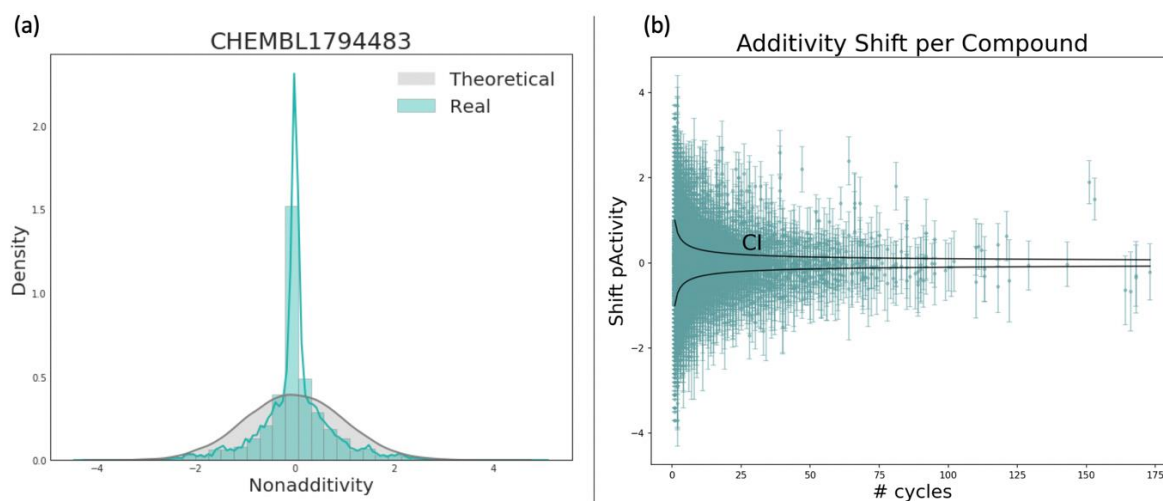 (a)
CHEMBL1794483
Theoretical
Real
Density
2.0
1.5
1.0
0.5
0.0
−4
−2
0
2
4
Nonadditivity
(b)
Additivity Shift per Compound
Shift pActivity
4
2
0
−2
−4
CI
0
25
50
75
100
125
150
175
# cycles